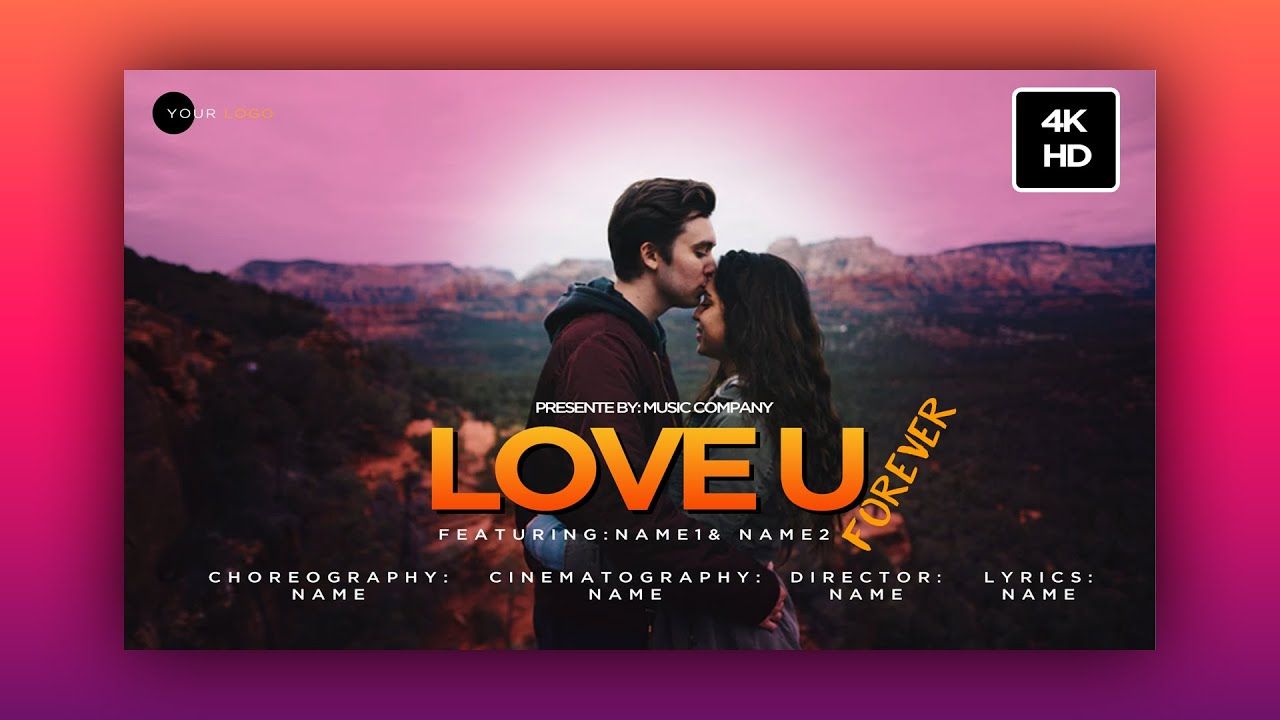 YOUR LOGO
4K
HD
PRESENTE BY: MUSIC COMPANY
LOVE U
FOREVER
FEATURING:NAME1& NAME2
CHOREOGRAPHY:
NAME
CINEMATOGRAPHY:
NAME
DIRECTOR:
NAME
LYRICS:
NAME